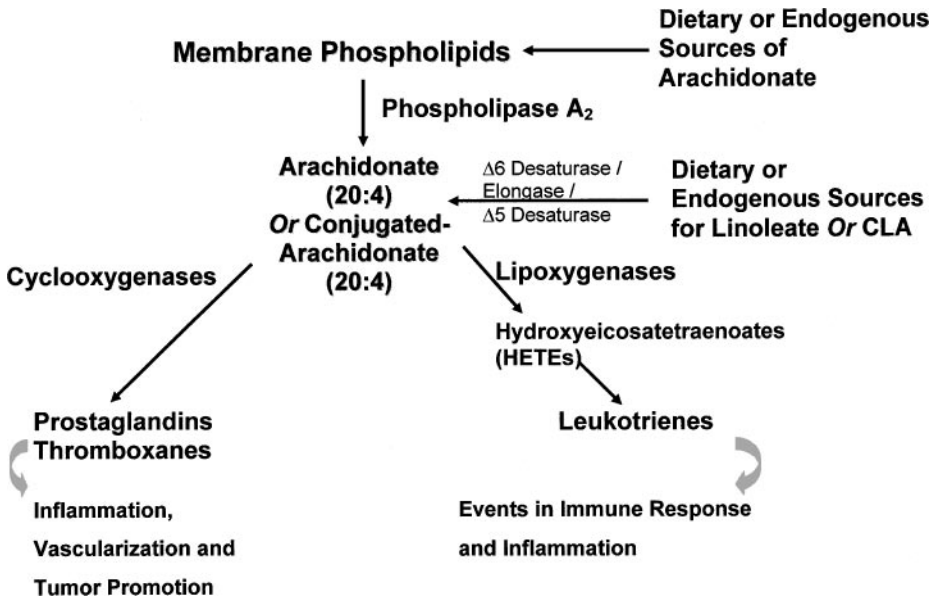 Dietary or Endogenous
Sources of
Arachidonate
Membrane Phospholipids
Phospholipase A₂
Arachidonate
(20:4)
Or Conjugated-
Arachidonate
(20:4)
Δ6 Desaturase /
Elongase /
Δ5 Desaturase
Dietary or
Endogenous Sources
for Linoleate Or CLA
Cyclooxygenases
Lipoxygenases
Hydroxyeicosatetraenoates
(HETEs)
Prostaglandins
Thromboxanes
Leukotrienes
Inflammation,
Vascularization and
Tumor Promotion
Events in Immune Response
and Inflammation